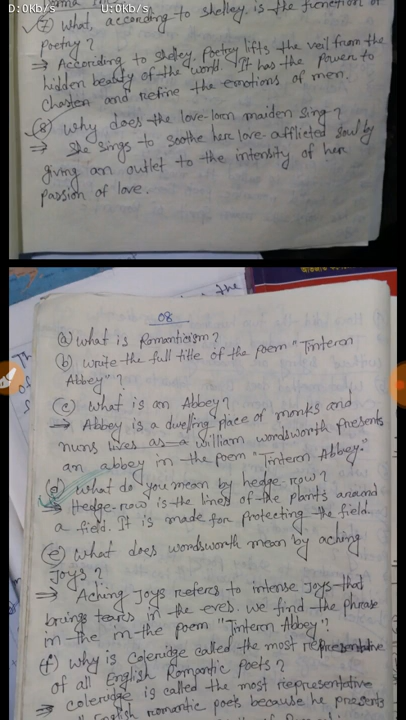 D:0Kb/s U:0Kb/s
(7) What, according to shelley, is the function of
poetry?
⇒ According to shelley, Poetry lifts the veil from the
hidden beauty of the world. It has the power to
chasten and refine the emotions of men.
(8) Why does the love-lorn maiden sing?
⇒ She sings to soothe her love-afflicted soul by
giving an outlet to the intensity of her
passion of love.
the
08
(a) What is Romanticism?
(b) Write the full title of the poem "Tintern
Abbey"?
(c) What is an Abbey?
→ Abbey is a dwelling place of monks and
nuns lives as a william wordsworth presents
an abbey in the poem "Tintern Abbey."
(d) What do you mean by hedge-row?
⇒ Hedge-row is the lines of the plants around
a field. It is made for protecting the field.
(e) What does wordsworth mean by aching
Joys?
⇒ Aching Joys refers to intense Joys that
brings tears in the eyes. we find the phrase
in the in the poem "Tintern Abbey"?
(f) Why is Coleridge called the most representative
of all English Romantic Poets?
⇒ Coleridge is called the most representative
English romantic poets because he presents